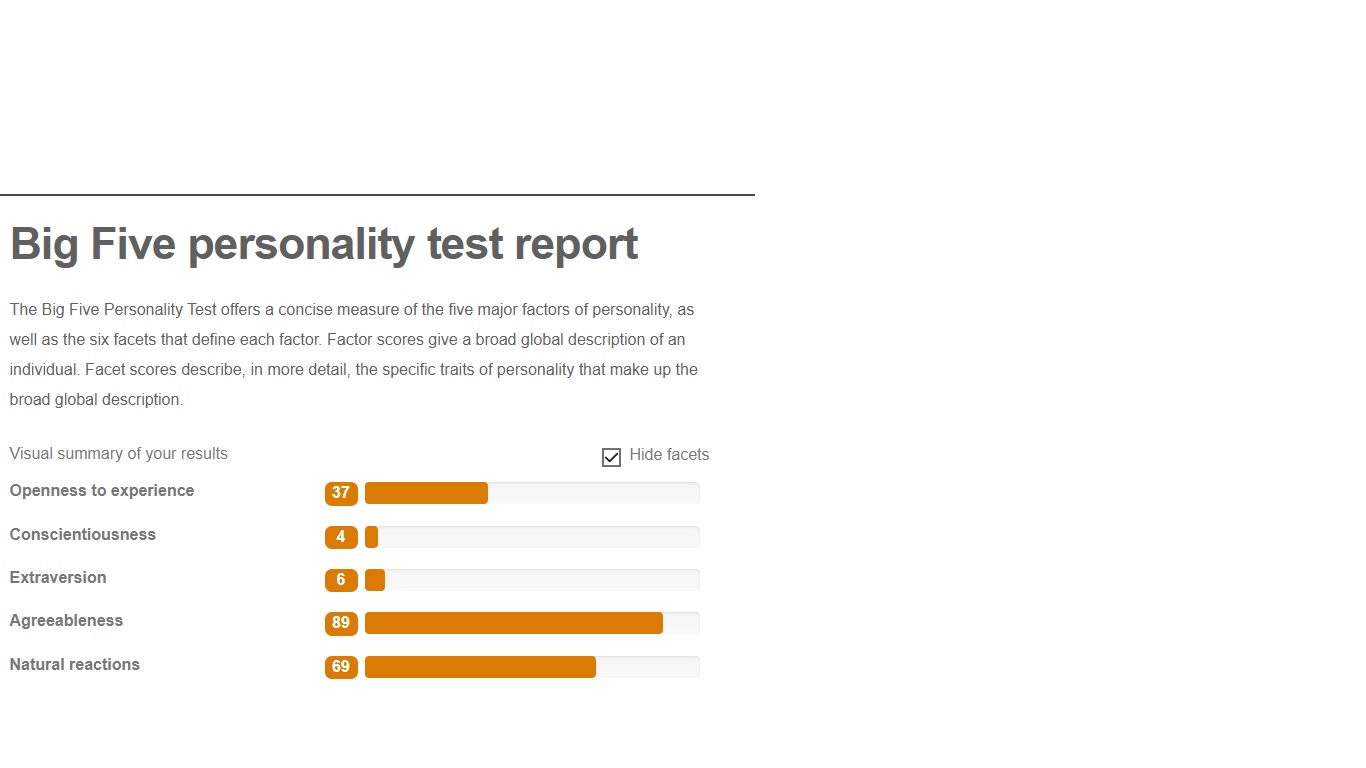 Big Five personality test report
The Big Five Personality Test offers a concise measure of the five major factors of personality, as
well as the six facets that define each factor. Factor scores give a broad global description of an
individual. Facet scores describe, in more detail, the specific traits of personality that make up the
broad global description.
Visual summary of your results Hide facets
Openness to experience 37
Conscientiousness 4
Extraversion 6
Agreeableness 89
Natural reactions 69